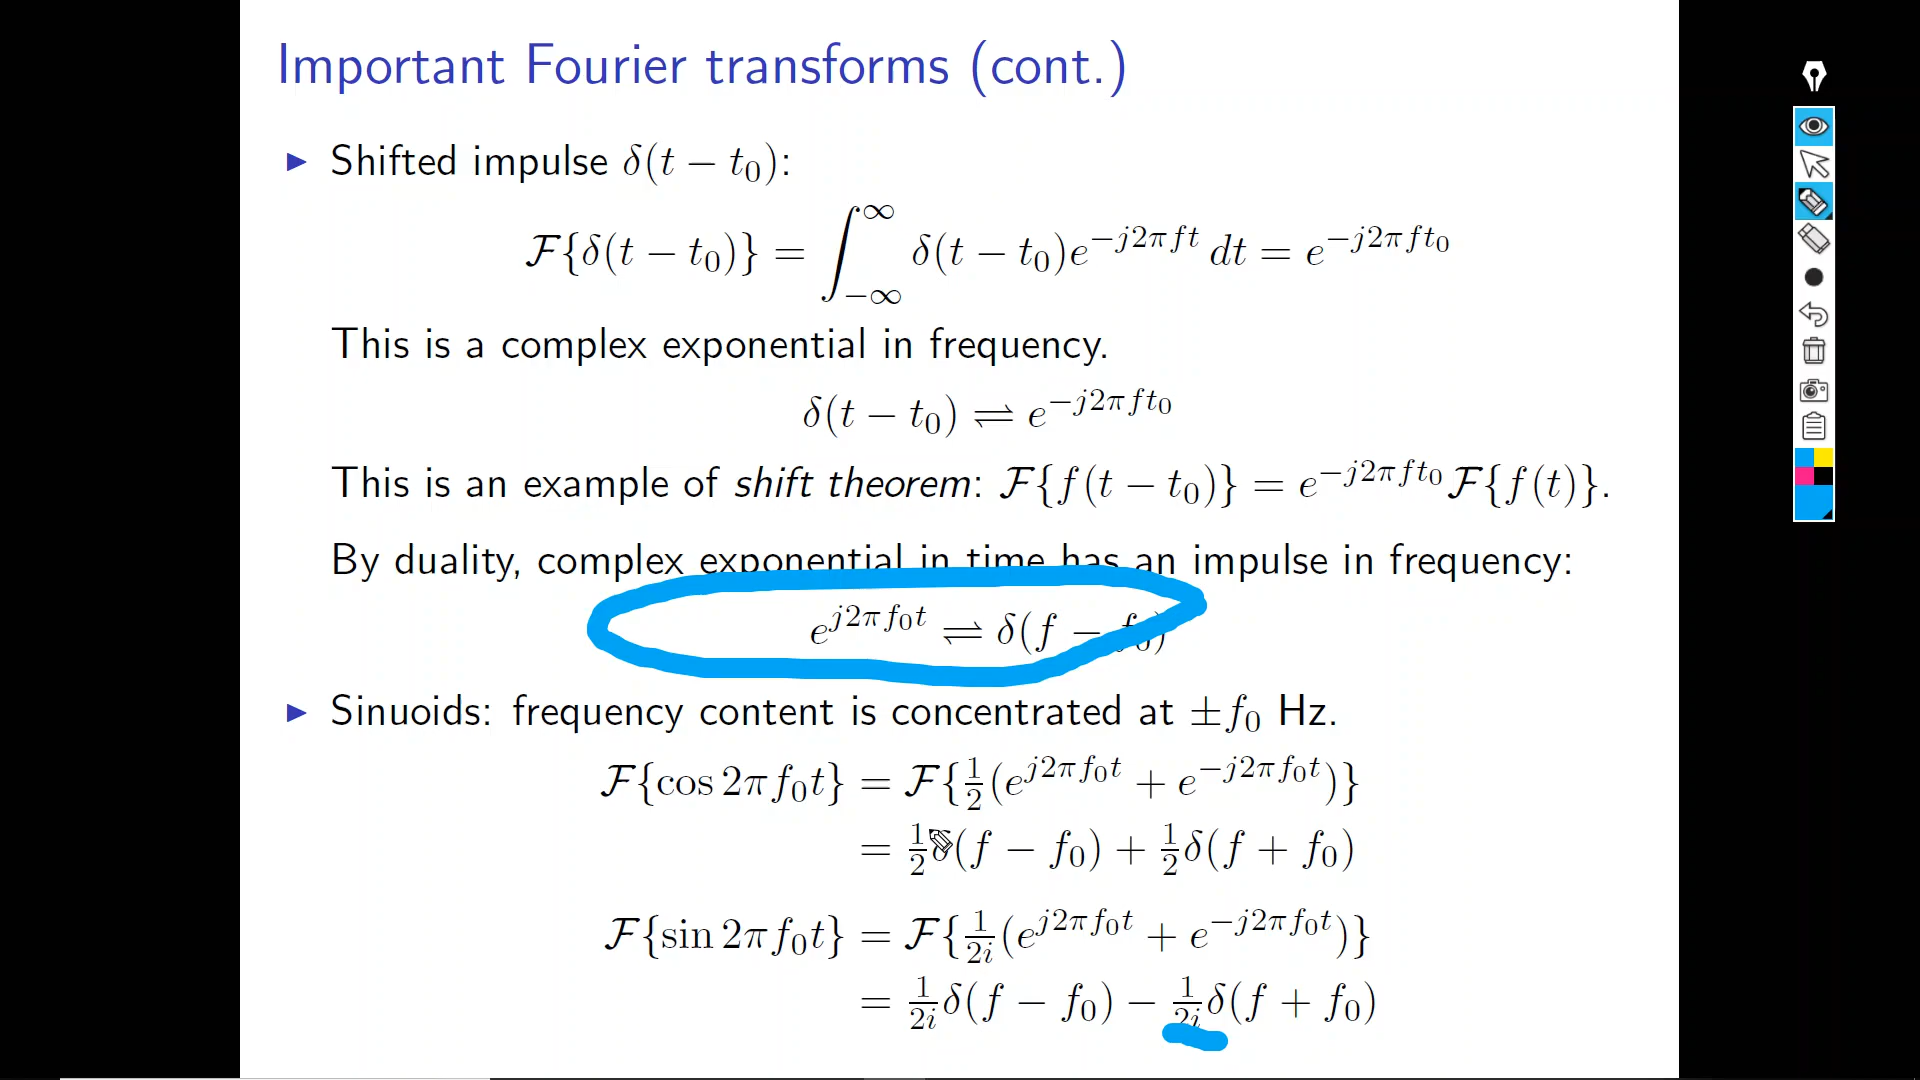 Important Fourier transforms (cont.)
▶ Shifted impulse δ(t − t₀):
ℱ{δ(t − t₀)} = ∫_{−∞}^{∞} δ(t − t₀)e^{−j2πft} dt = e^{−j2πft₀}
This is a complex exponential in frequency.
δ(t − t₀) ⇌ e^{−j2πft₀}
This is an example of shift theorem: ℱ{f(t − t₀)} = e^{−j2πft₀}ℱ{f(t)}.
By duality, complex exponential in time has an impulse in frequency:
e^{j2πf₀t} ⇌ δ(f − f₀)
▶ Sinuoids: frequency content is concentrated at ±f₀ Hz.
ℱ{cos 2πf₀t} = ℱ{½(e^{j2πf₀t} + e^{−j2πf₀t})}
= ½δ(f − f₀) + ½δ(f + f₀)
ℱ{sin 2πf₀t} = ℱ{\frac{1}{2i}(e^{j2πf₀t} + e^{−j2πf₀t})}
= \frac{1}{2i}δ(f − f₀) − \frac{1}{2i}δ(f + f₀)